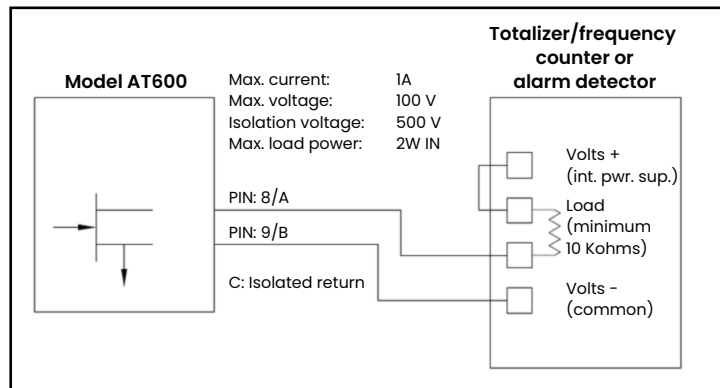 Totalizer/frequency
counter or
alarm detector
Model AT600
Max. current: 1A
Max. voltage: 100 V
Isolation voltage: 500 V
Max. load power: 2W IN
Volts +
(int. pwr. sup.)
Load
(minimum
10 Kohms)
PIN: 8/A
PIN: 9/B
C: Isolated return
Volts -
(common)